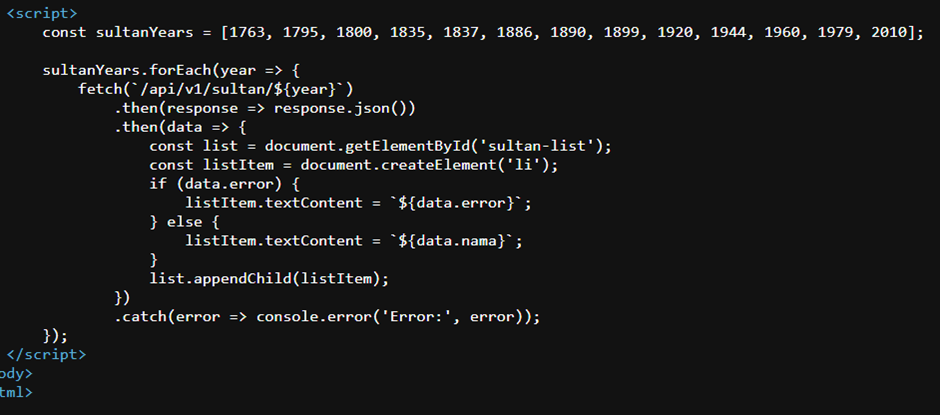 <script>
const sultanYears = [1763, 1795, 1800, 1835, 1837, 1886, 1890, 1899, 1920, 1944, 1960, 1979, 2010];
sultanYears.forEach(year => {
fetch(`/api/v1/sultan/${year}`)
.then(response => response.json())
.then(data => {
const list = document.getElementById('sultan-list');
const listItem = document.createElement('li');
if (data.error) {
listItem.textContent = `${data.error}`;
} else {
listItem.textContent = `${data.nama}`;
}
list.appendChild(listItem);
})
.catch(error => console.error('Error:', error));
});
</script>
ody>
tml>